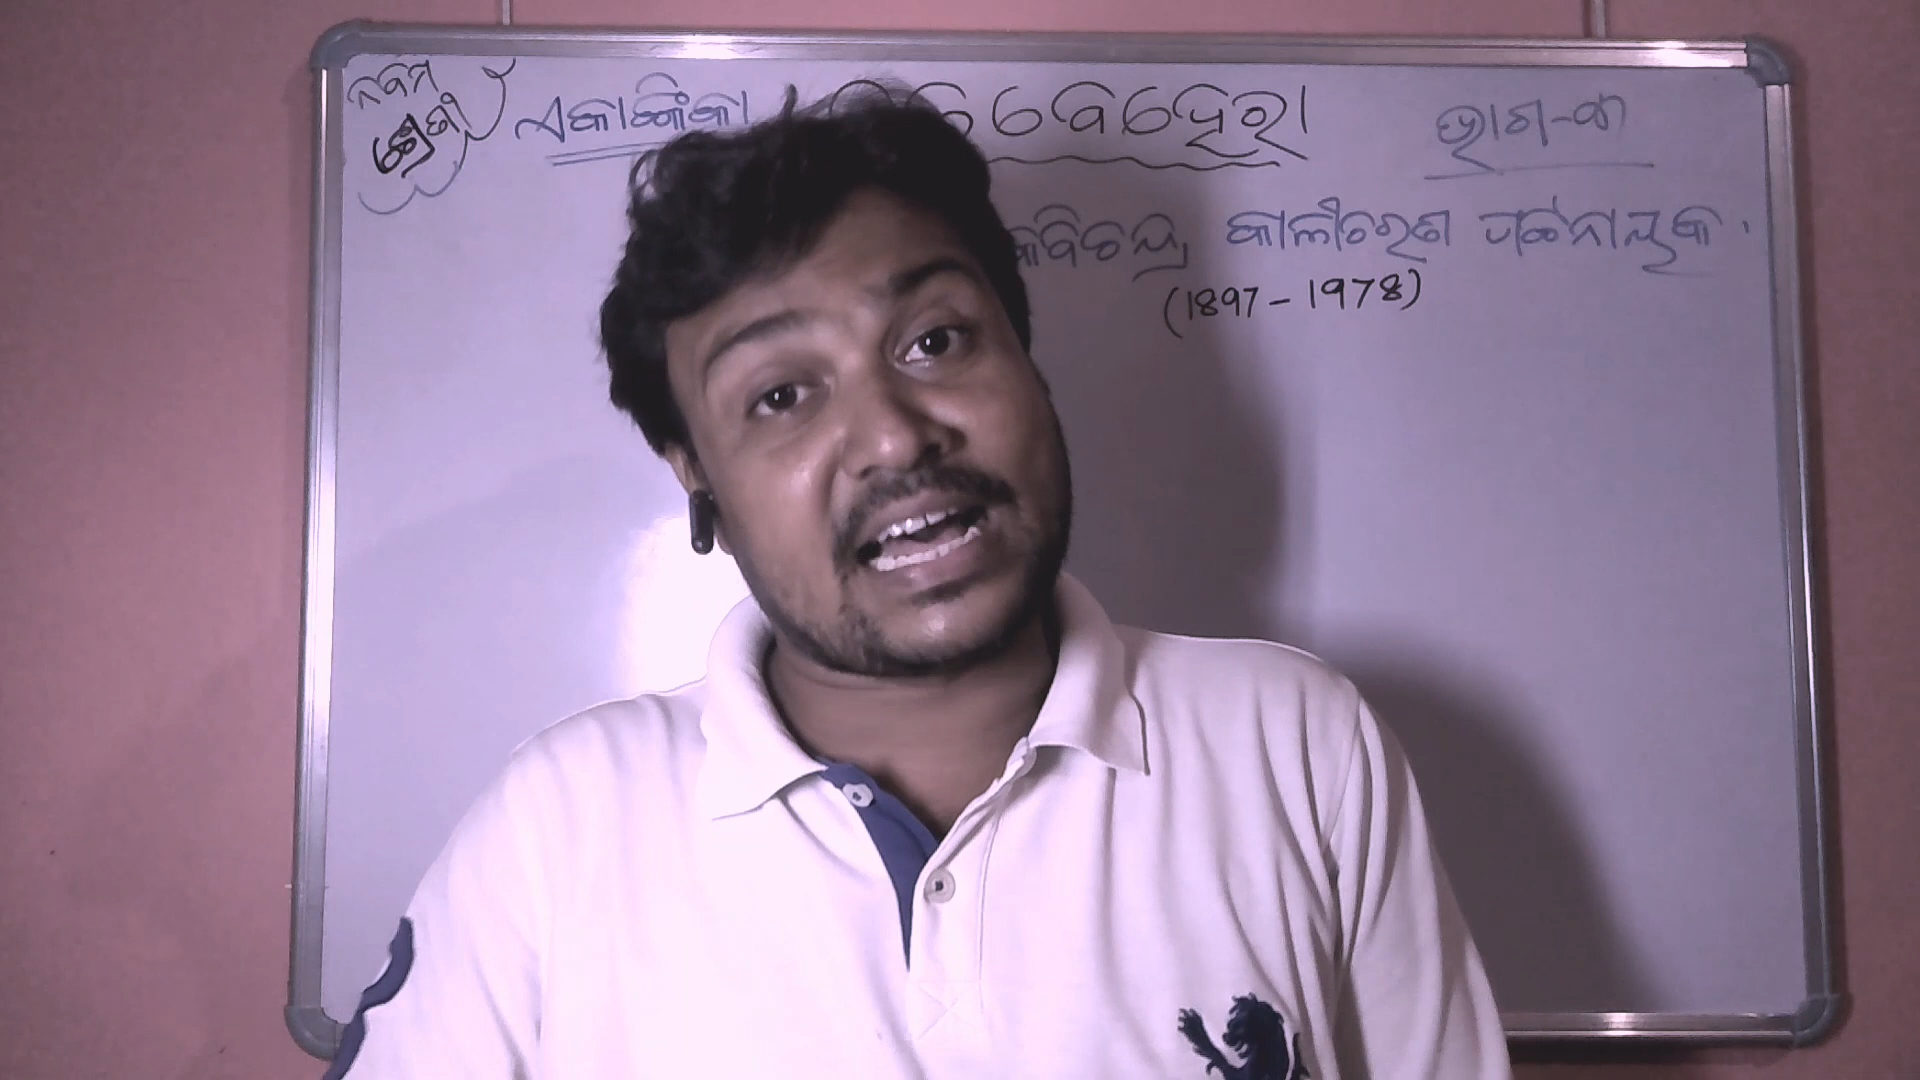 ନବମ
ଶ୍ରେଣୀ
ଏକାଙ୍କିକା
ବେହେରା
ଭାଗ-୩
କବିଚନ୍ଦ୍ର କାଳୀଚରଣ ପଟ୍ଟନାୟକ
(1897-1978)